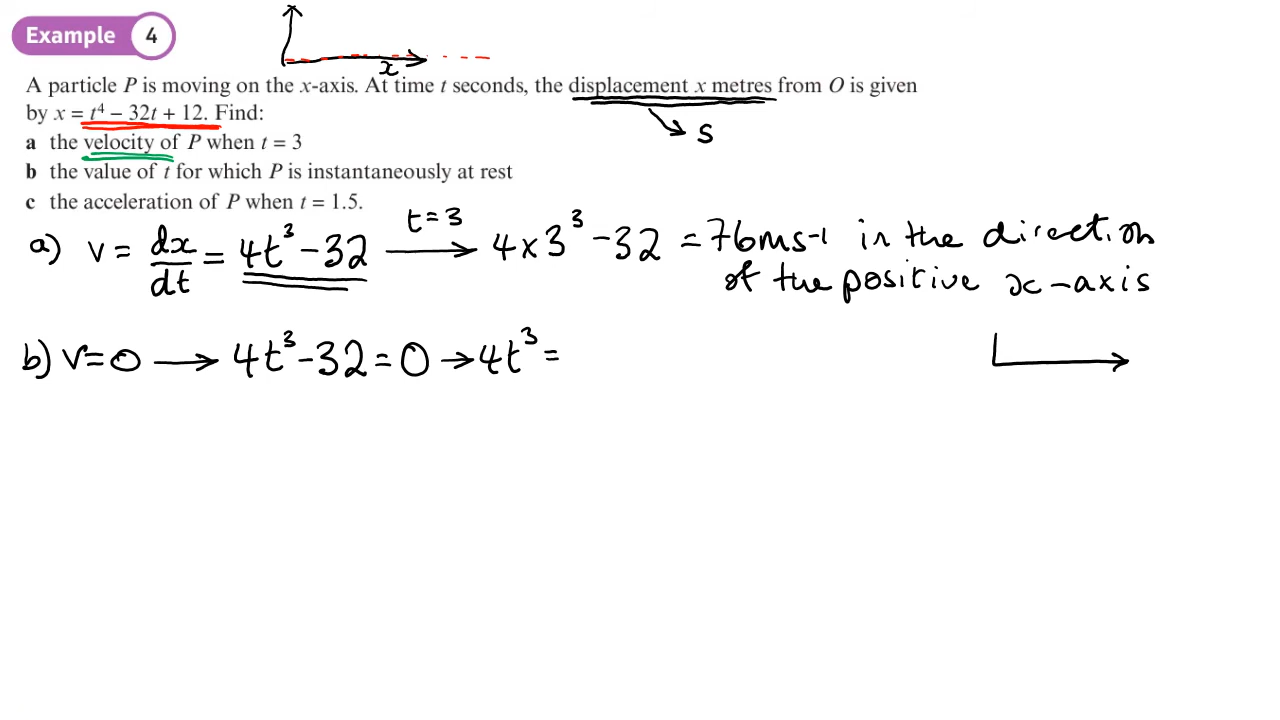 Example 4
x
A particle P is moving on the x-axis. At time t seconds, the displacement x metres from O is given
by x = t⁴ – 32t + 12. Find:
s
a the velocity of P when t = 3
b the value of t for which P is instantaneously at rest
c the acceleration of P when t = 1.5.
a) v = dx/dt = 4t³ - 32 ⟶ t=3 4×3³ - 32 = 76ms-1 in the direction
of the positive x-axis
b) v=0 ⟶ 4t³-32=0 → 4t³ =